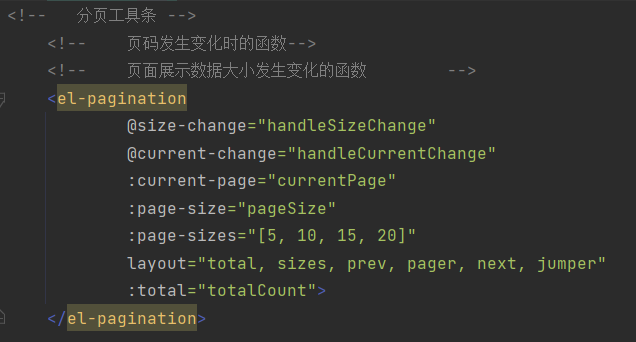 <!--   分页工具条 -->
<!--    页码发生变化时的函数-->
<!--    页面展示数据大小发生变化的函数        -->
<el-pagination
@size-change="handleSizeChange"
@current-change="handleCurrentChange"
:current-page="currentPage"
:page-size="pageSize"
:page-sizes="[5, 10, 15, 20]"
layout="total, sizes, prev, pager, next, jumper"
:total="totalCount">
</el-pagination>